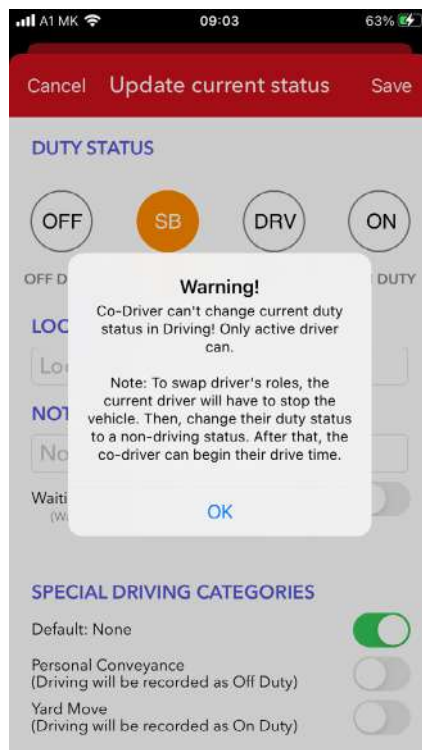 A1 MK 09:03 63%
Cancel Update current status Save
DUTY STATUS
OFF SB DRV ON
OFF D DUTY
Warning!
Co-Driver can't change current duty
status in Driving! Only active driver
can.
Note: To swap driver's roles, the
current driver will have to stop the
vehicle. Then, change their duty status
to a non-driving status. After that, the
co-driver can begin their drive time.
OK
LOC
Lo
NOT
No
Waiti
(W
SPECIAL DRIVING CATEGORIES
Default: None
Personal Conveyance
(Driving will be recorded as Off Duty)
Yard Move
(Driving will be recorded as On Duty)